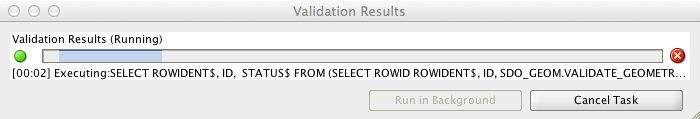 Validation Results
Validation Results (Running)
[00:02] Executing:SELECT ROWIDENT$, ID, STATUS$ FROM (SELECT ROWID ROWIDENT$, ID, SDO_GEOM.VALIDATE_GEOMETR...
Run in Background
Cancel Task